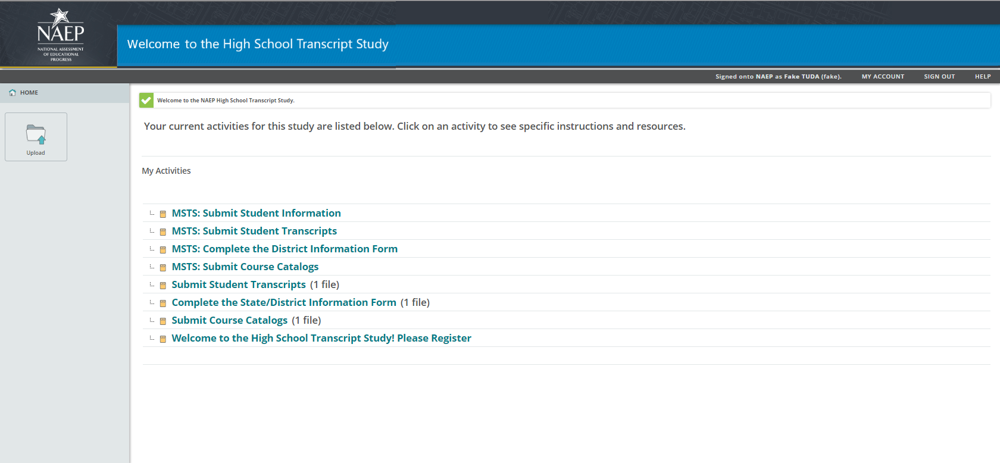 NAEP
NATIONAL ASSESSMENT
OF EDUCATIONAL
PROGRESS
Welcome to the High School Transcript Study
Signed onto NAEP as Fake TUDA (fake). MY ACCOUNT SIGN OUT HELP
HOME
Upload
Welcome to the NAEP High School Transcript Study.
Your current activities for this study are listed below. Click on an activity to see specific instructions and resources.
My Activities
MSTS: Submit Student Information
MSTS: Submit Student Transcripts
MSTS: Complete the District Information Form
MSTS: Submit Course Catalogs
Submit Student Transcripts (1 file)
Complete the State/District Information Form (1 file)
Submit Course Catalogs (1 file)
Welcome to the High School Transcript Study! Please Register